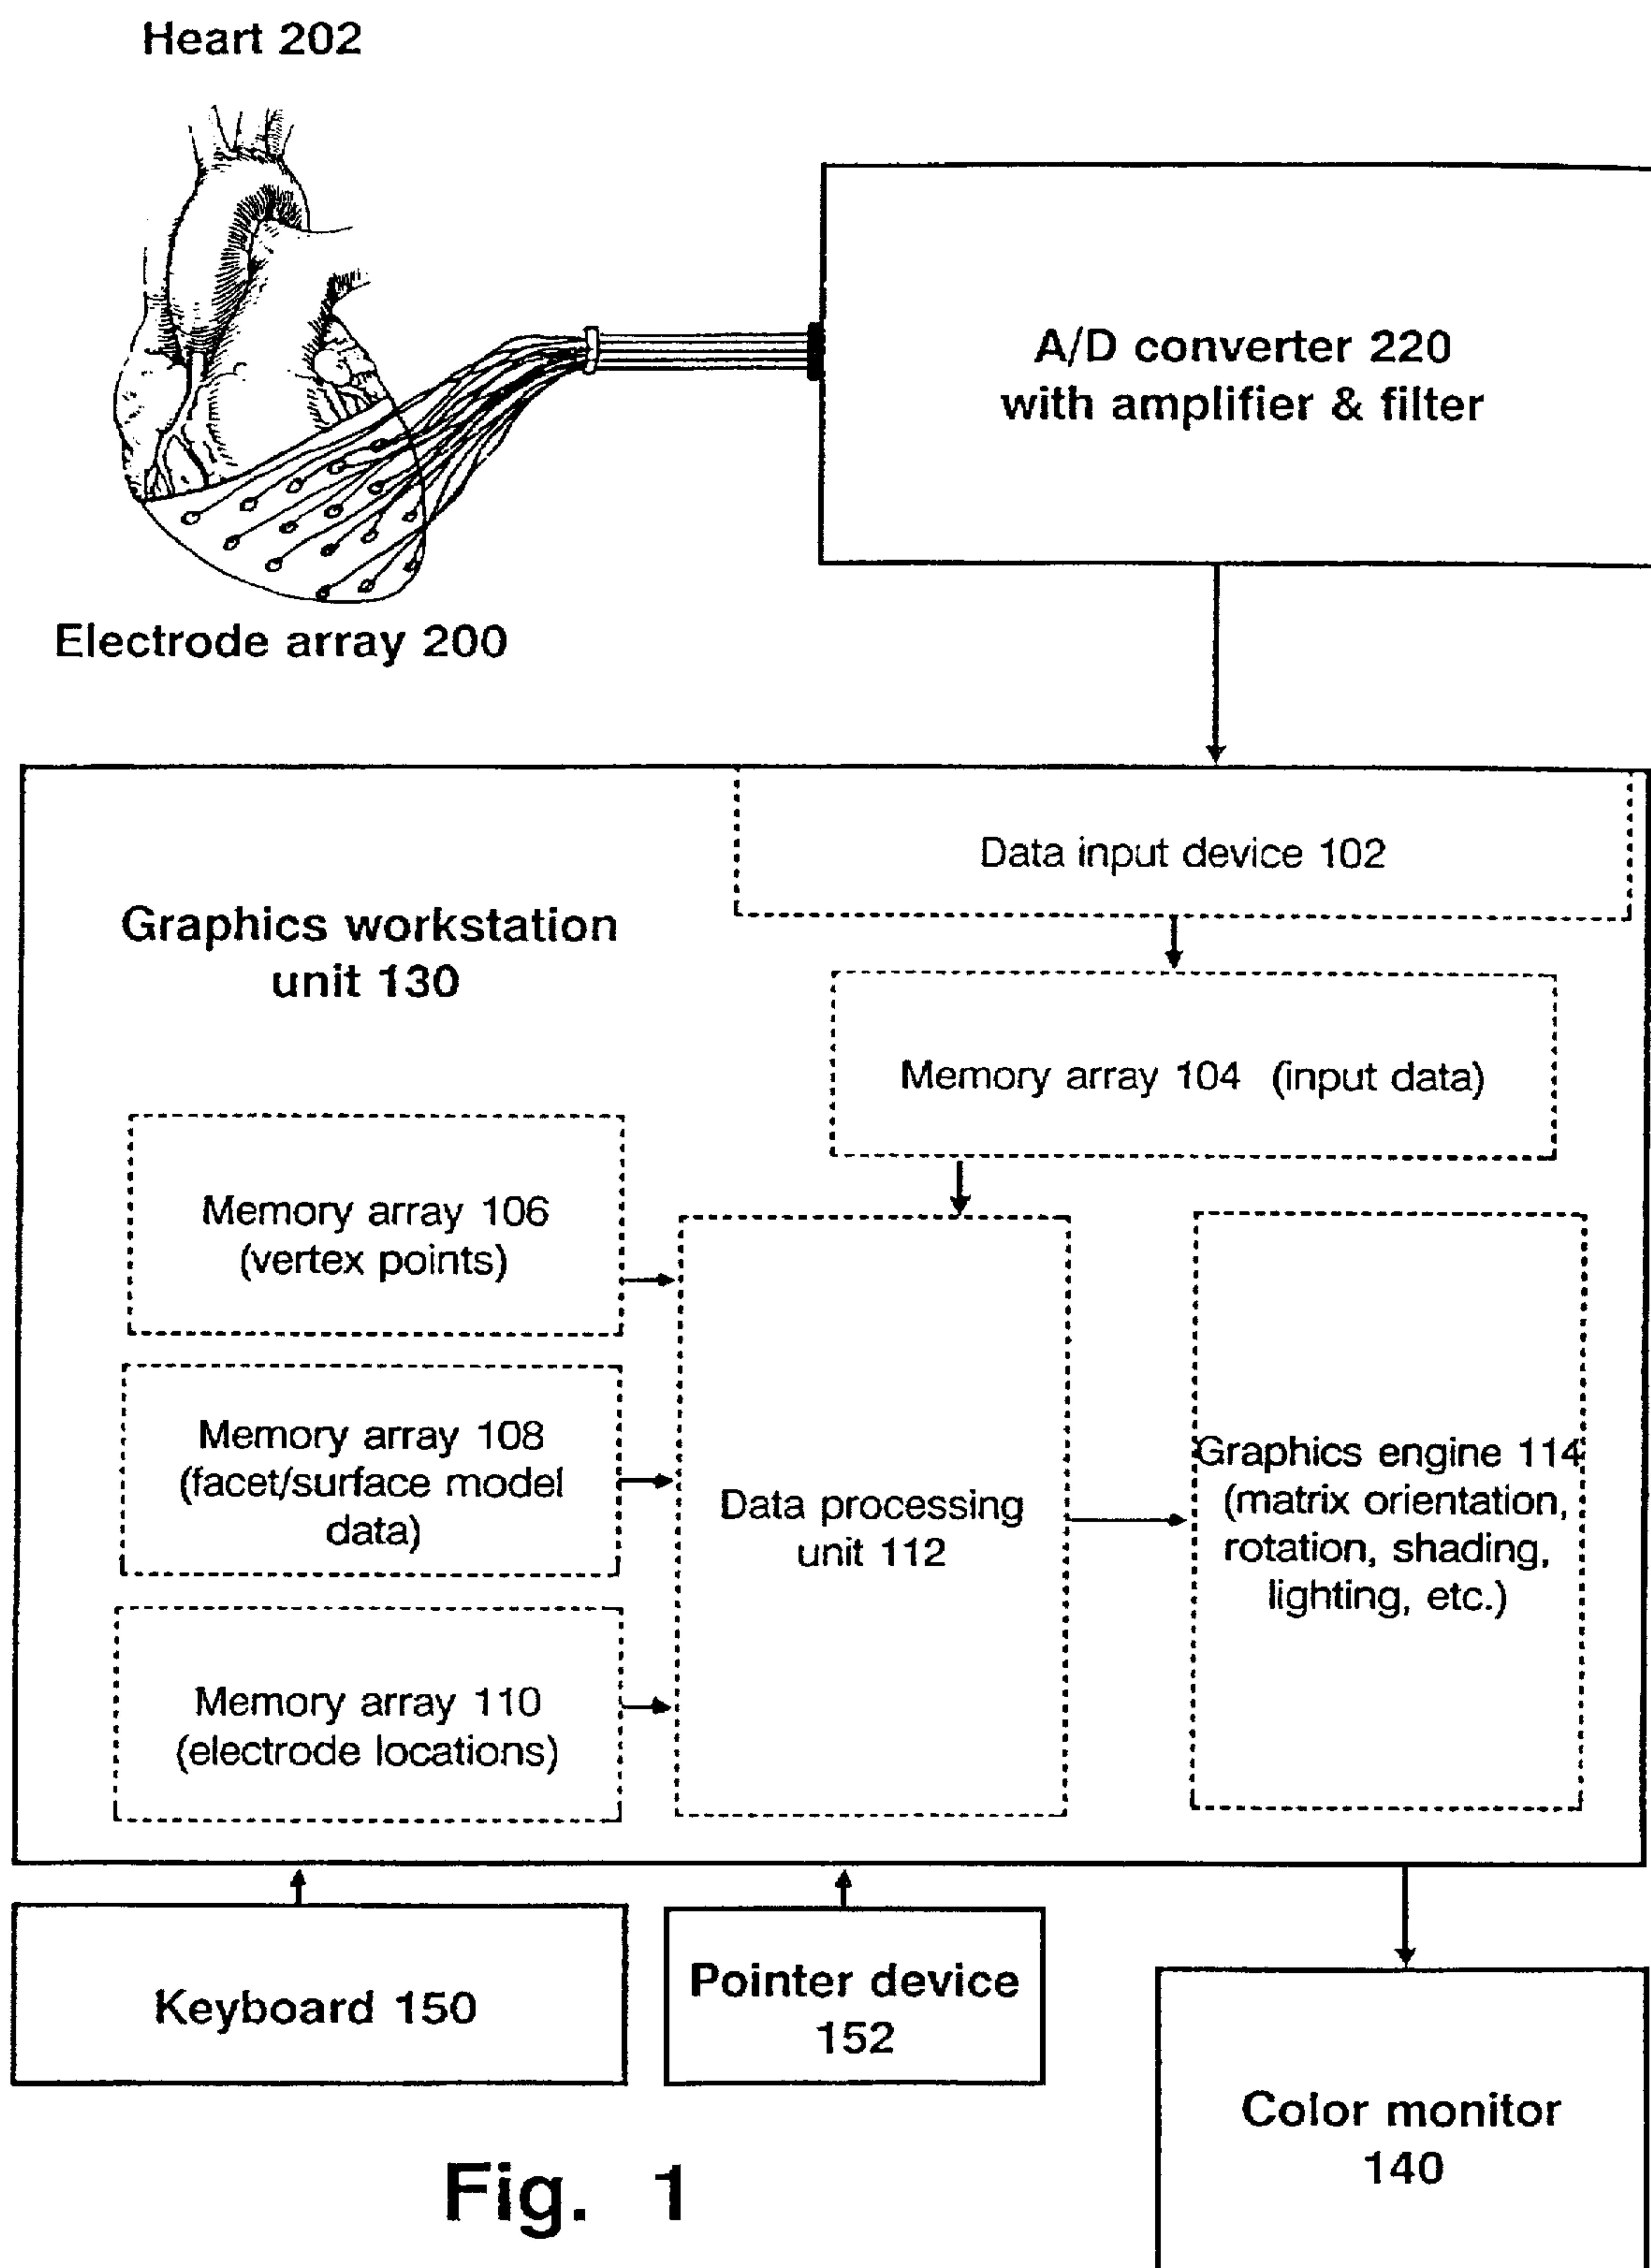 Heart 202
A/D converter 220
with amplifier & filter
Electrode array 200
Data input device 102
Graphics workstation
unit 130
Memory array 104 (input data)
Memory array 106
(vertex points)
Memory array 108
(facet/surface model
data)
Data processing
unit 112
Graphics engine 114
(matrix orientation,
rotation, shading,
lighting, etc.)
Memory array 110
(electrode locations)
Keyboard 150
Pointer device
152
Color monitor
140
Fig. 1